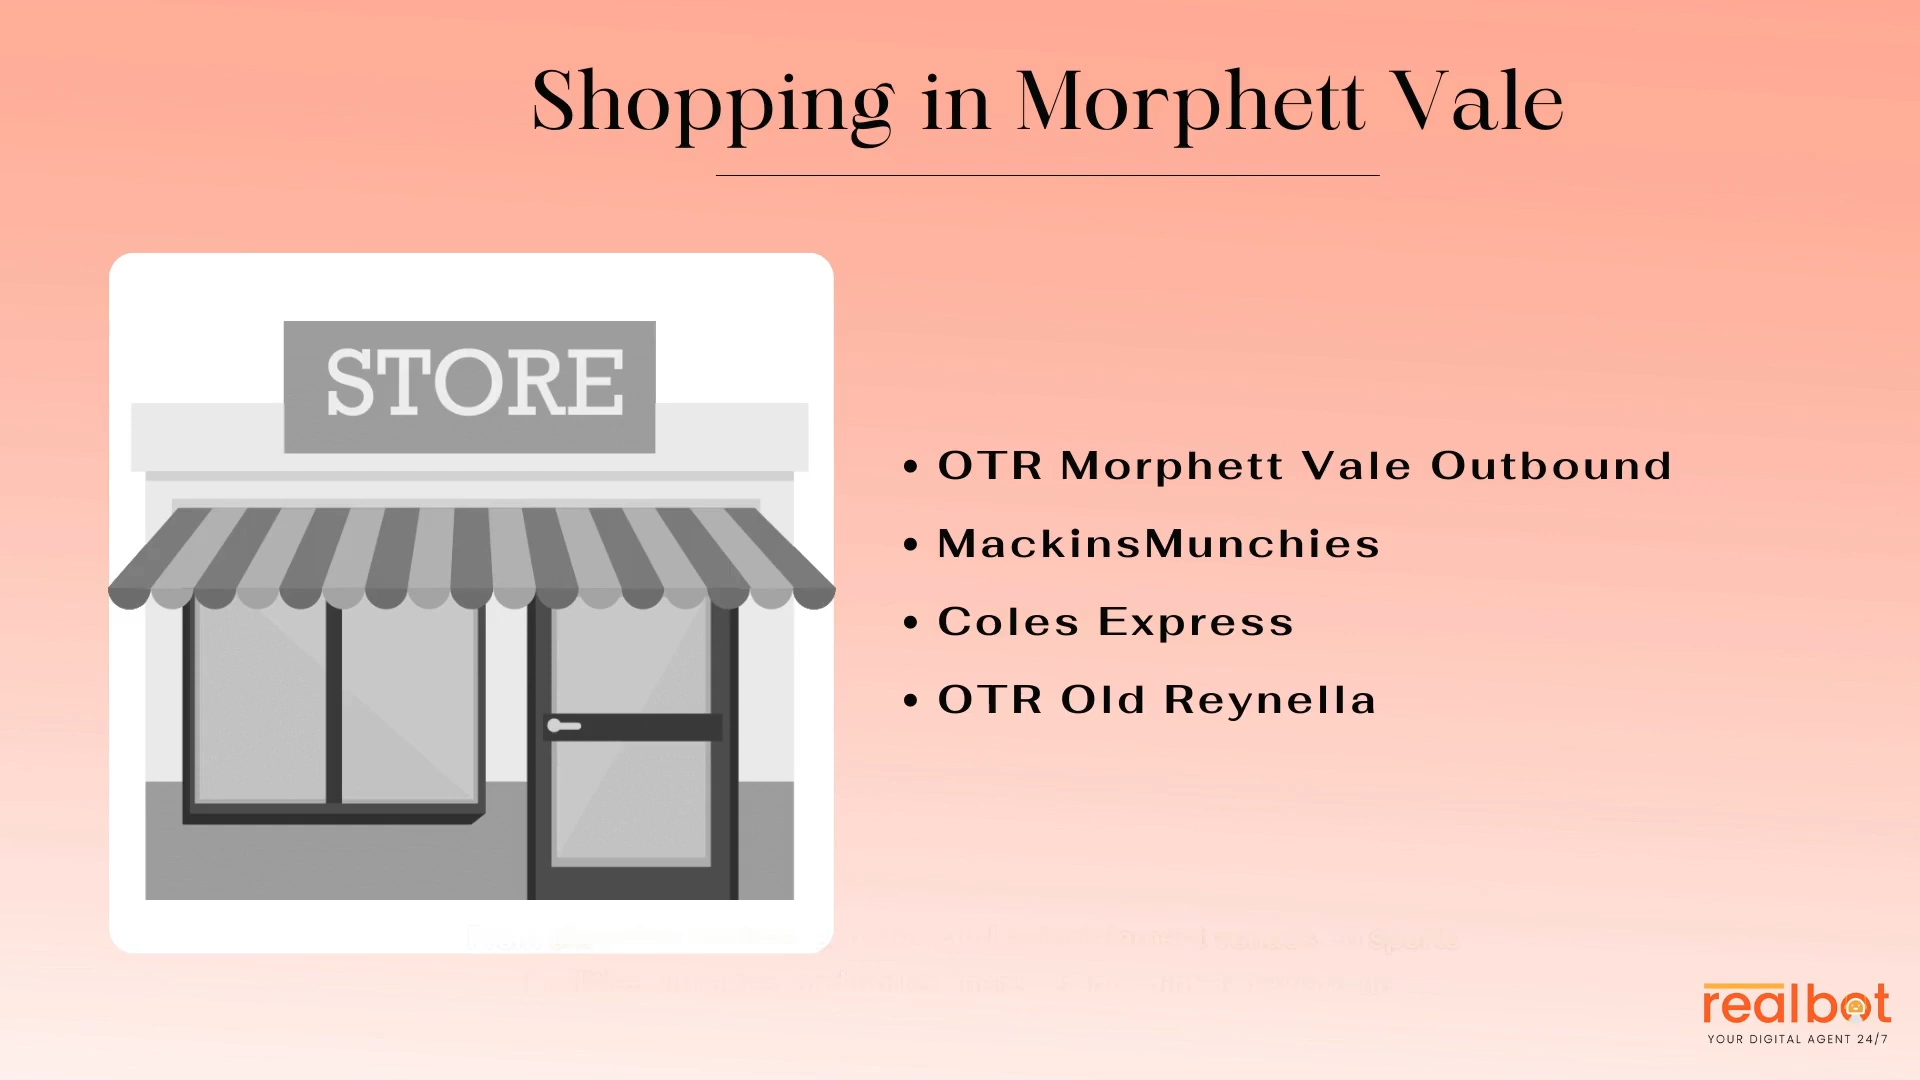 Shopping in Morphett Vale
STORE
• OTR Morphett Vale Outbound
• MackinsMunchies
• Coles Express
• OTR Old Reynella
realbot
YOUR DIGITAL AGENT 24/7